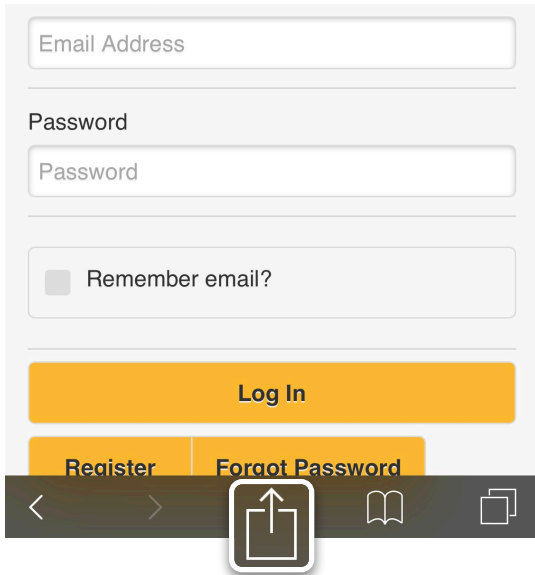 Email Address
Password
Password
Remember email?
Log In
Register Forgot Password